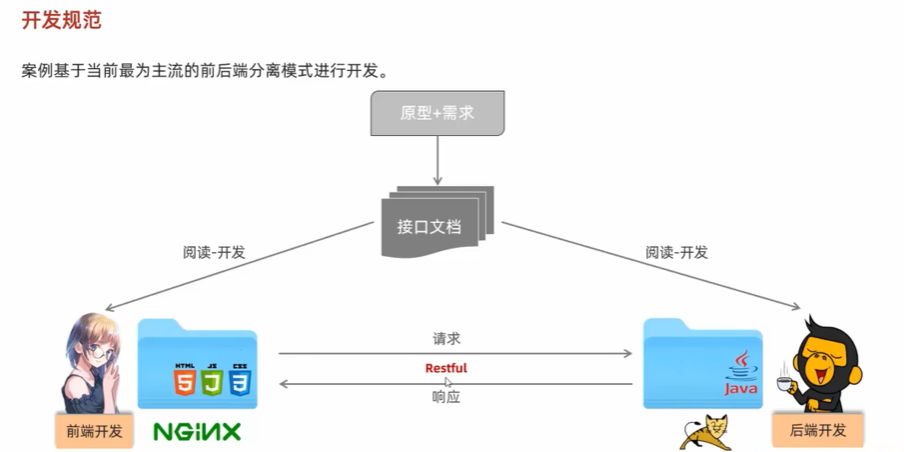 开发规范
案例基于当前最为主流的前后端分离模式进行开发。
原型+需求
接口文档
阅读-开发
阅读-开发
请求
Restful
响应
HTML JS CSS
5 J 3
Java
前端开发
NGINX
后端开发